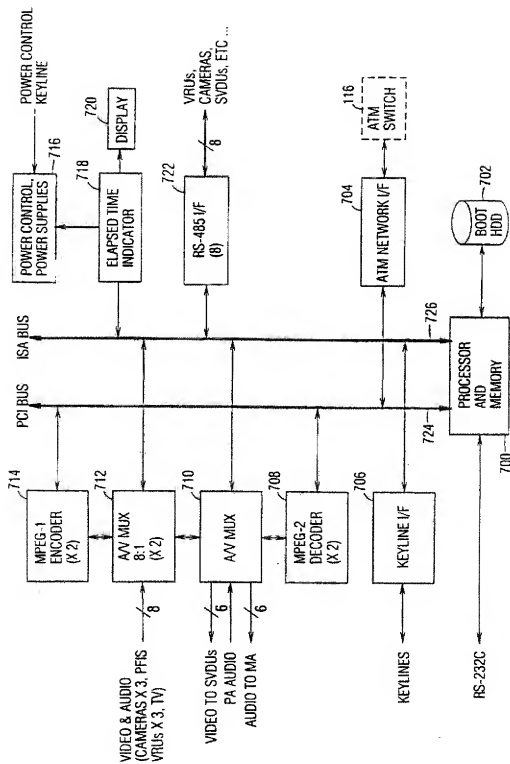 POWER CONTROL
KEYLINE
716
POWER CONTROL,
POWER SUPPLIES
718
ELAPSED TIME
INDICATOR
720
DISPLAY
722
RS-485 I/F
(8)
8
VRUs,
CAMERAS,
SVDUs, ETC ...
704
ATM NETWORK I/F
116
ATM
SWITCH
702
BOOT
HDD
ISA BUS
726
PCI BUS
724
PROCESSOR
AND
MEMORY
700
714
MPEG-1
ENCODER
(X 2)
712
A/V MUX
8:1
(X 2)
710
A/V MUX
708
MPEG-2
DECODER
(X 2)
706
KEYLINE I/F
8
VIDEO & AUDIO
(CAMERAS X 3, PFIS
VRUs X 3, TV)
6
VIDEO TO SVDUs
PA AUDIO
6
AUDIO TO MA
KEYLINES
RS-232C